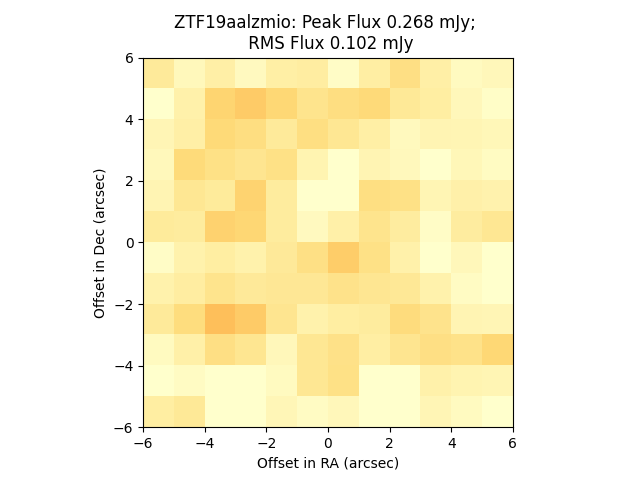 ZTF19aalzmio: Peak Flux 0.268 mJy;
RMS Flux 0.102 mJy
6
4
2
0
−2
−4
−6
Offset in Dec (arcsec)
−6 −4 −2 0 2 4 6
Offset in RA (arcsec)